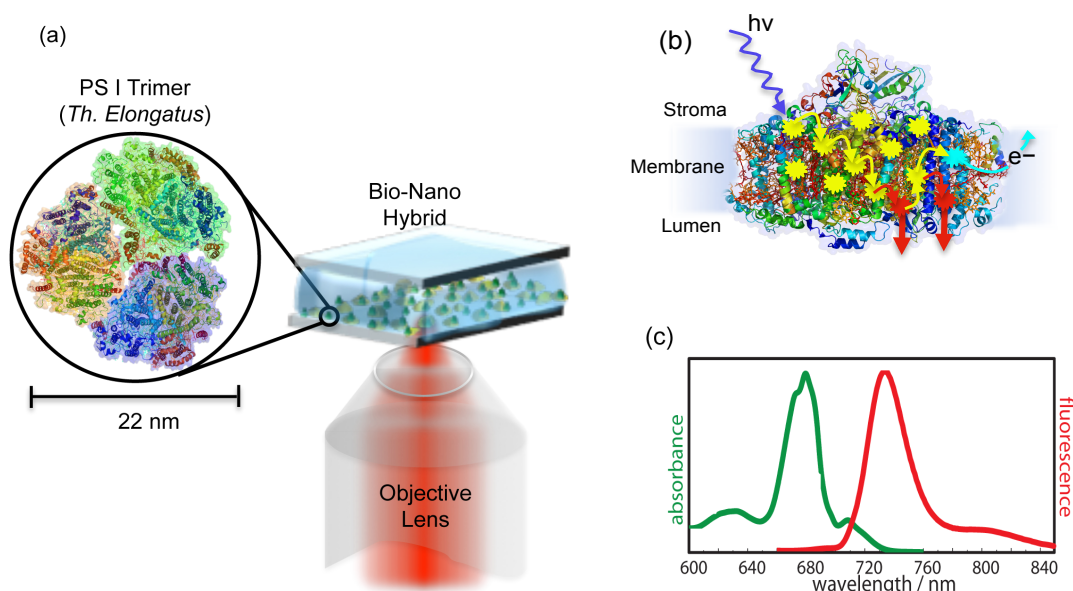 (a)
PS I Trimer
(Th. Elongatus)
22 nm
Bio-Nano
Hybrid
Objective
Lens
(b)
hν
Stroma
Membrane
Lumen
e−
(c)
absorbance
fluorescence
600 640 680 720 760 800 840
wavelength / nm